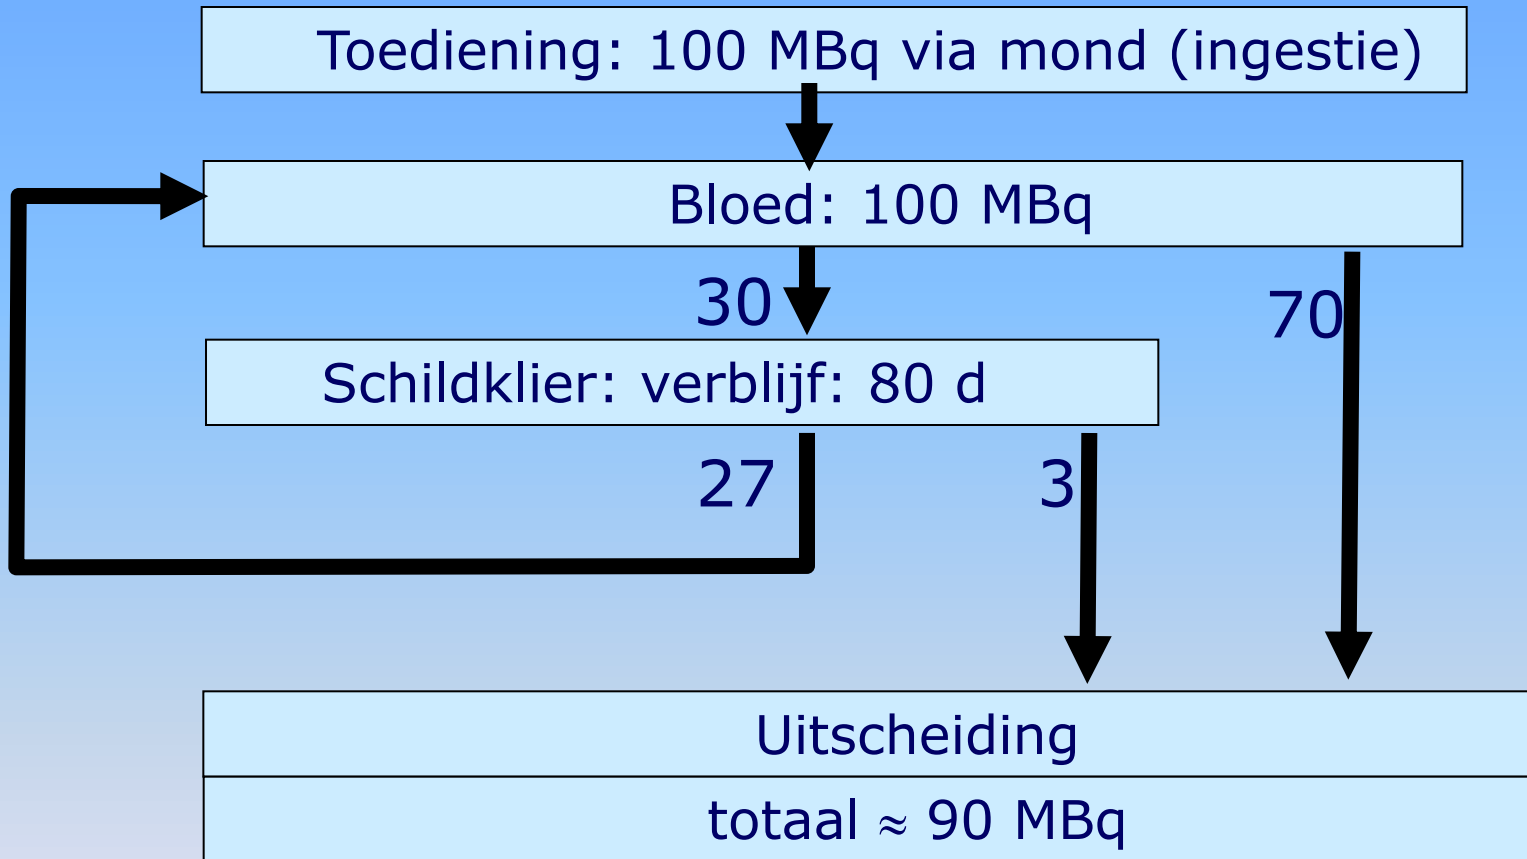 Toediening: 100 MBq via mond (ingestie)
Bloed: 100 MBq
30
70
Schildklier: verblijf: 80 d
27
3
Uitscheiding
totaal ≈ 90 MBq